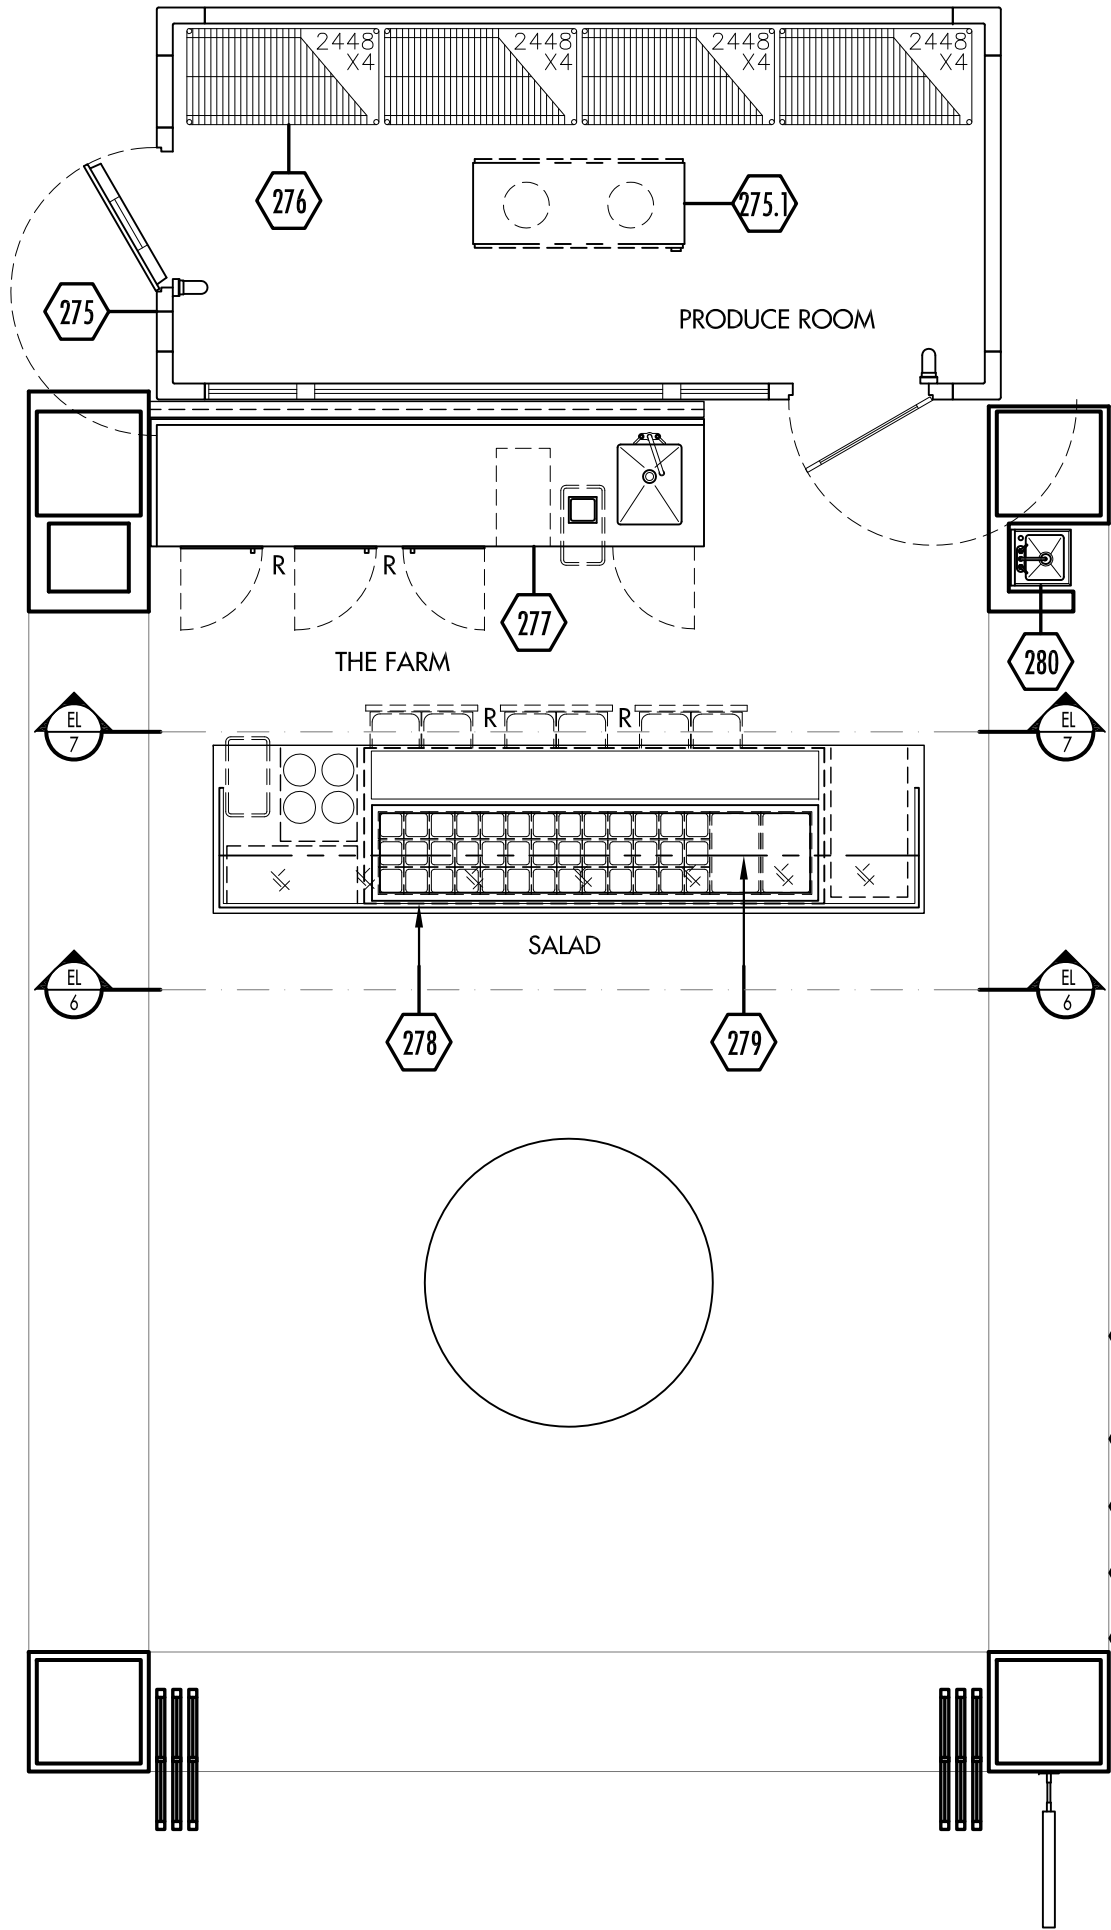 2448 2448 2448 2448
X4 X4 X4 X4
276
275.1
275
PRODUCE ROOM
R R
277
THE FARM
280
R R
EL EL
7 7
SALAD
EL EL
6 6
278 279